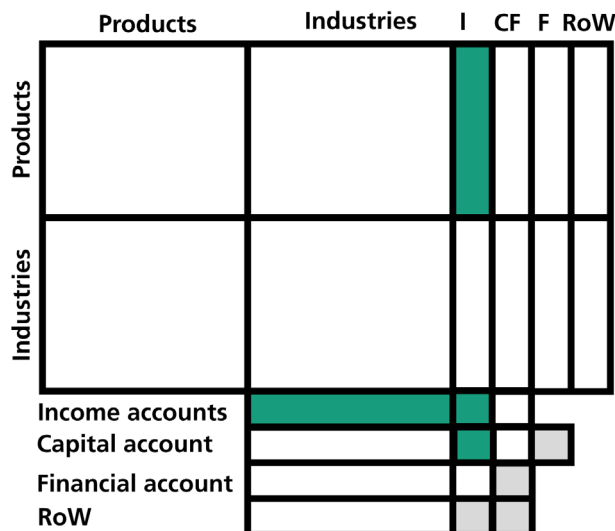 Products Industries I CF F RoW
Products
Industries
Income accounts
Capital account
Financial account
RoW